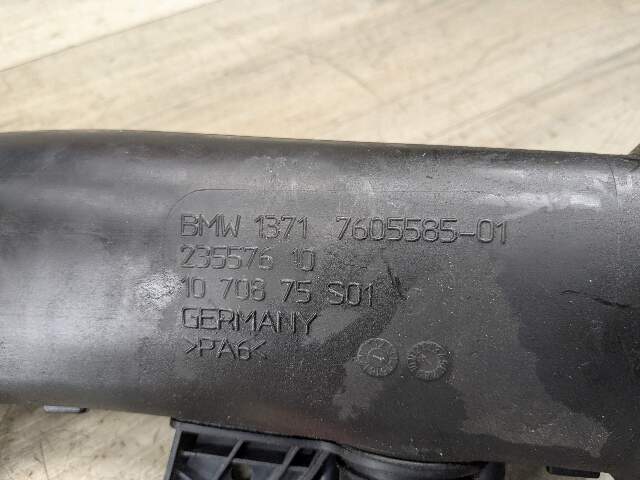 BMW 1371 7605585-01
235576 10
10 708 75 S01
GERMANY
>PA6<